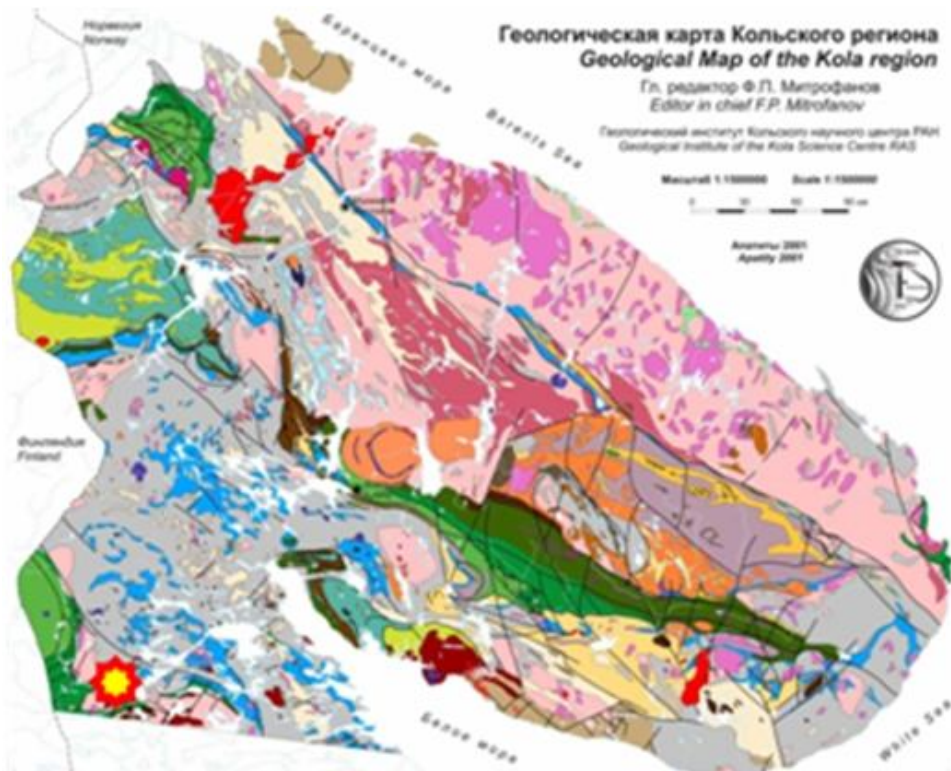 Норвегия
Norway
Баренцево море
Barents Sea
Геологическая карта Кольского региона
Geological Map of the Kola region
Гл. редактор Ф.П. Митрофанов
Editor in chief F.P. Mitrofanov
Геологический институт Кольского научного центра РАН
Geological Institute of the Kola Science Centre RAS
Масштаб 1:1500000 Scale 1:1500000
Апатиты 2001
Apatity 2001
Финляндия
Finland
Белое море
White Sea